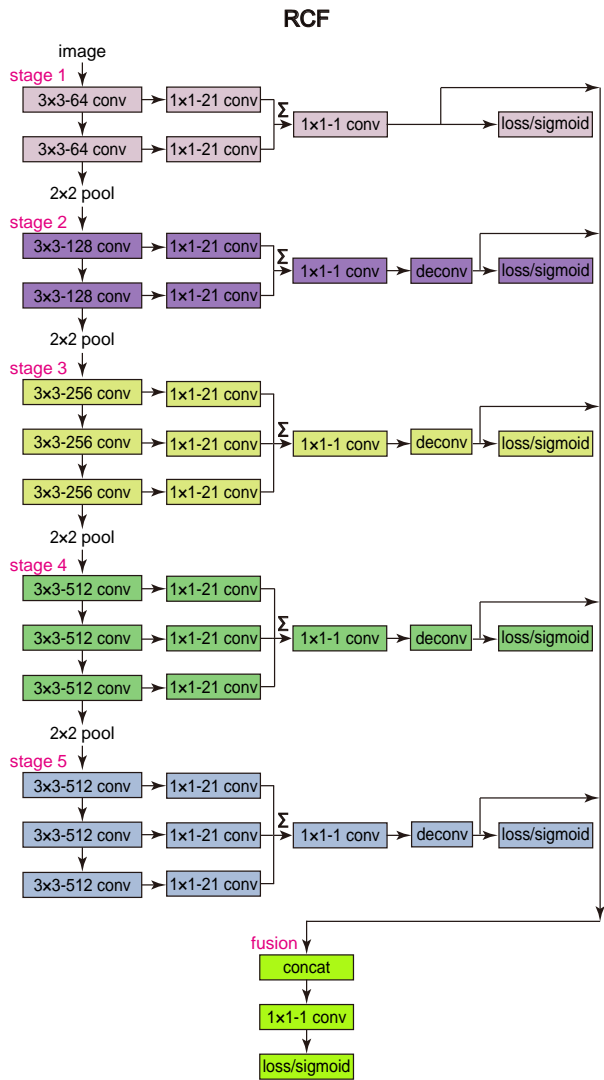 RCF
image
stage 1
3×3-64 conv 1×1-21 conv
Σ
1×1-1 conv loss/sigmoid
3×3-64 conv 1×1-21 conv
2×2 pool
stage 2
3×3-128 conv 1×1-21 conv
Σ
1×1-1 conv deconv loss/sigmoid
3×3-128 conv 1×1-21 conv
2×2 pool
stage 3
3×3-256 conv 1×1-21 conv
Σ
3×3-256 conv 1×1-21 conv 1×1-1 conv deconv loss/sigmoid
3×3-256 conv 1×1-21 conv
2×2 pool
stage 4
3×3-512 conv 1×1-21 conv
Σ
3×3-512 conv 1×1-21 conv 1×1-1 conv deconv loss/sigmoid
3×3-512 conv 1×1-21 conv
2×2 pool
stage 5
3×3-512 conv 1×1-21 conv
Σ
3×3-512 conv 1×1-21 conv 1×1-1 conv deconv loss/sigmoid
3×3-512 conv 1×1-21 conv
fusion
concat
1×1-1 conv
loss/sigmoid